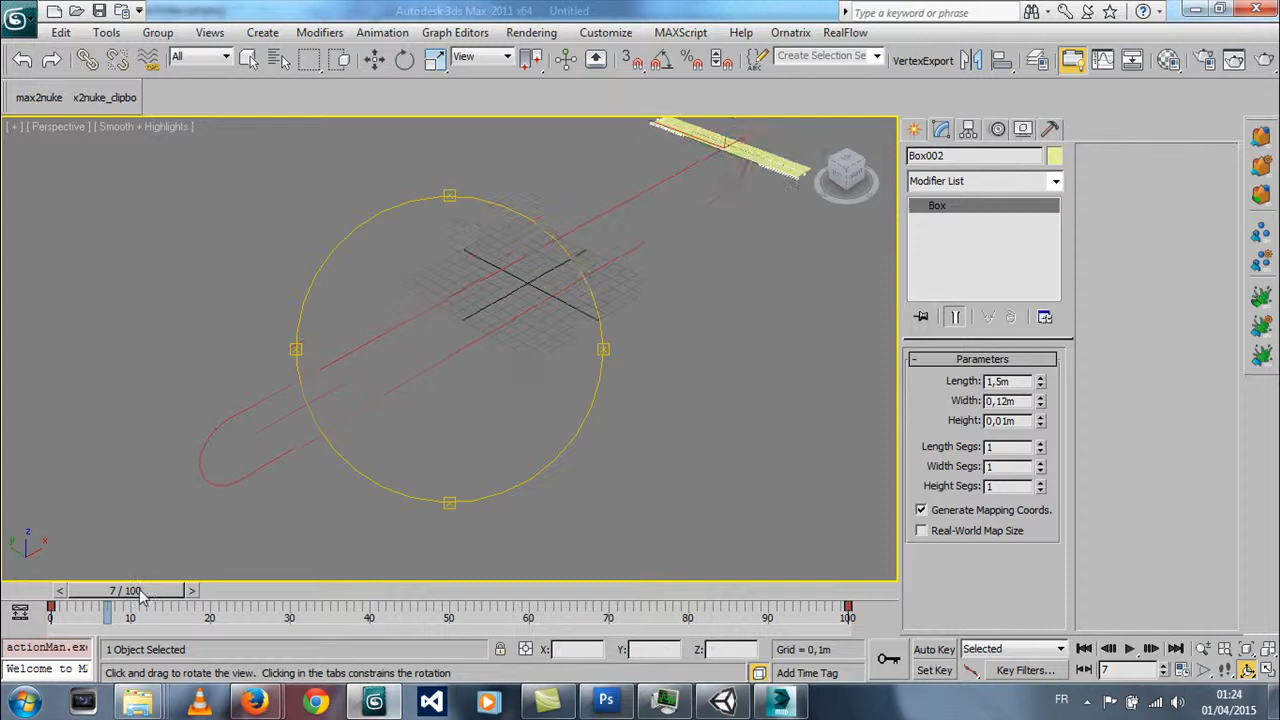 Autodesk 3ds Max 2011 x64 Untitled
Type a keyword or phrase
Edit Tools Group Views Create Modifiers Animation Graph Editors Rendering Customize MAXScript Help Ornatrix RealFlow
All View 3 Create Selection Se VertexExport
max2nuke x2nuke_clipbo
[ + ] [ Perspective ] [ Smooth + Highlights ]
Box002
Modifier List
Box
- Parameters
Length: 1,5m
Width: 0,12m
Height: 0,01m
Length Segs: 1
Width Segs: 1
Height Segs: 1
Generate Mapping Coords.
Real-World Map Size
z
y x
< 7 / 100 >
0 10 20 30 40 50 60 70 80 90 100
actionMan.ex 1 Object Selected X: Y: Z: Grid = 0,1m Auto Key Selected
Welcome to M Click and drag to rotate the view. Clicking in the tabs constrains the rotation Add Time Tag Set Key Key Filters... 7
FR 01:24
01/04/2015
Ps